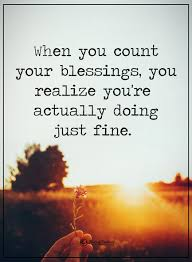 When you count
your blessings, you
realize you're
actually doing
just fine.